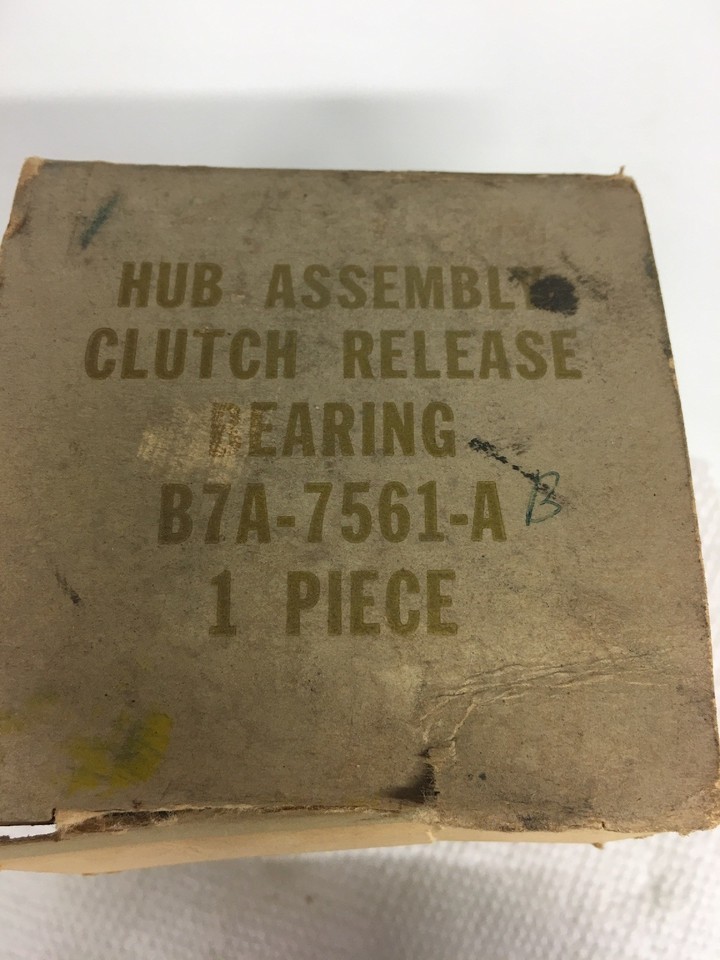 HUB ASSEMBLY
CLUTCH RELEASE
BEARING
B7A-7561-A B
1 PIECE